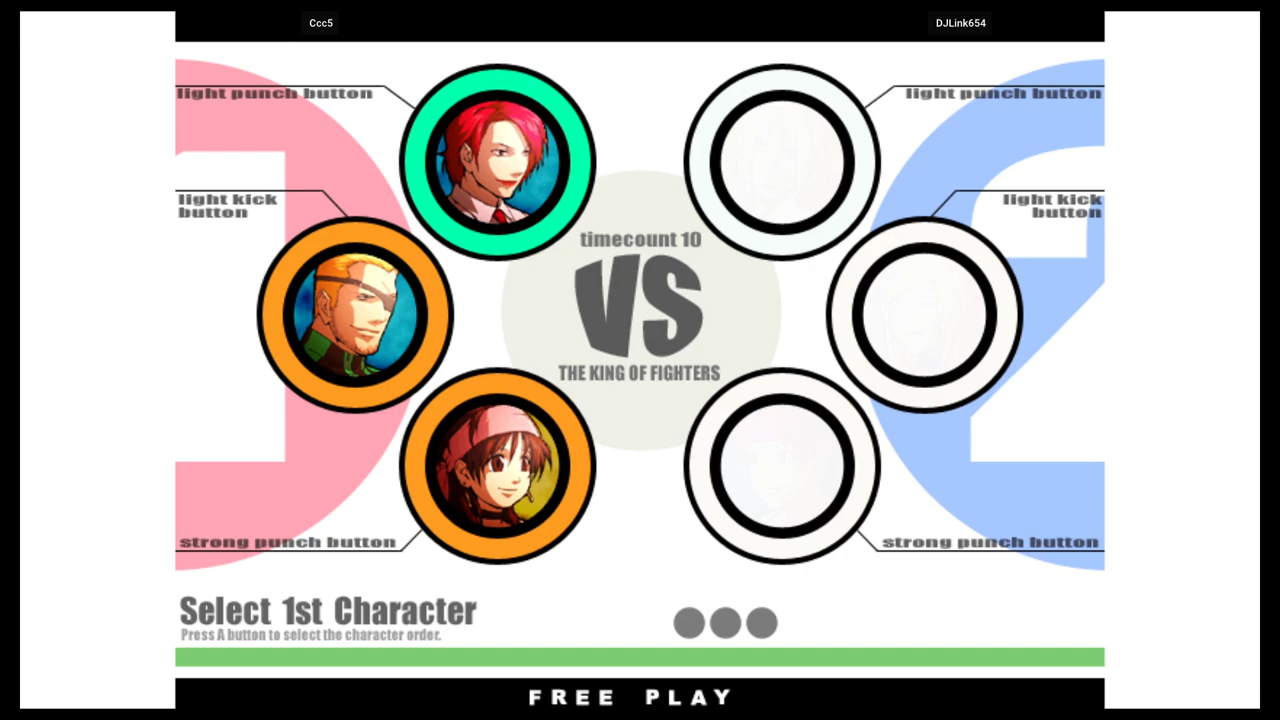 Ccc5
DJLink654
light punch button
light punch button
light kick
button
light kick
button
timecount 10
VS
THE KING OF FIGHTERS
1
2
strong punch button
strong punch button
Select 1st Character
Press A button to select the character order.
FREE PLAY